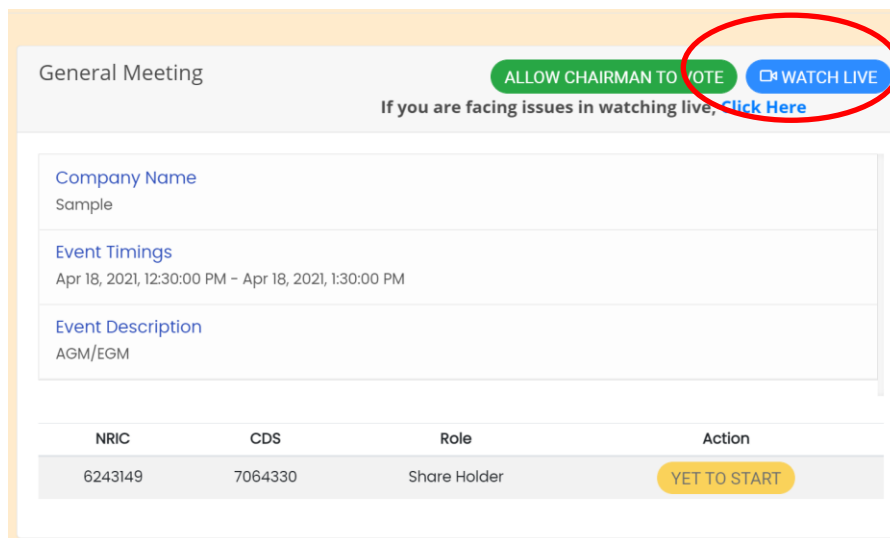 General Meeting
ALLOW CHAIRMAN TO VOTE
WATCH LIVE
If you are facing issues in watching live, Click Here
Company Name
Sample
Event Timings
Apr 18, 2021, 12:30:00 PM - Apr 18, 2021, 1:30:00 PM
Event Description
AGM/EGM
NRIC CDS Role Action
6243149 7064330 Share Holder YET TO START